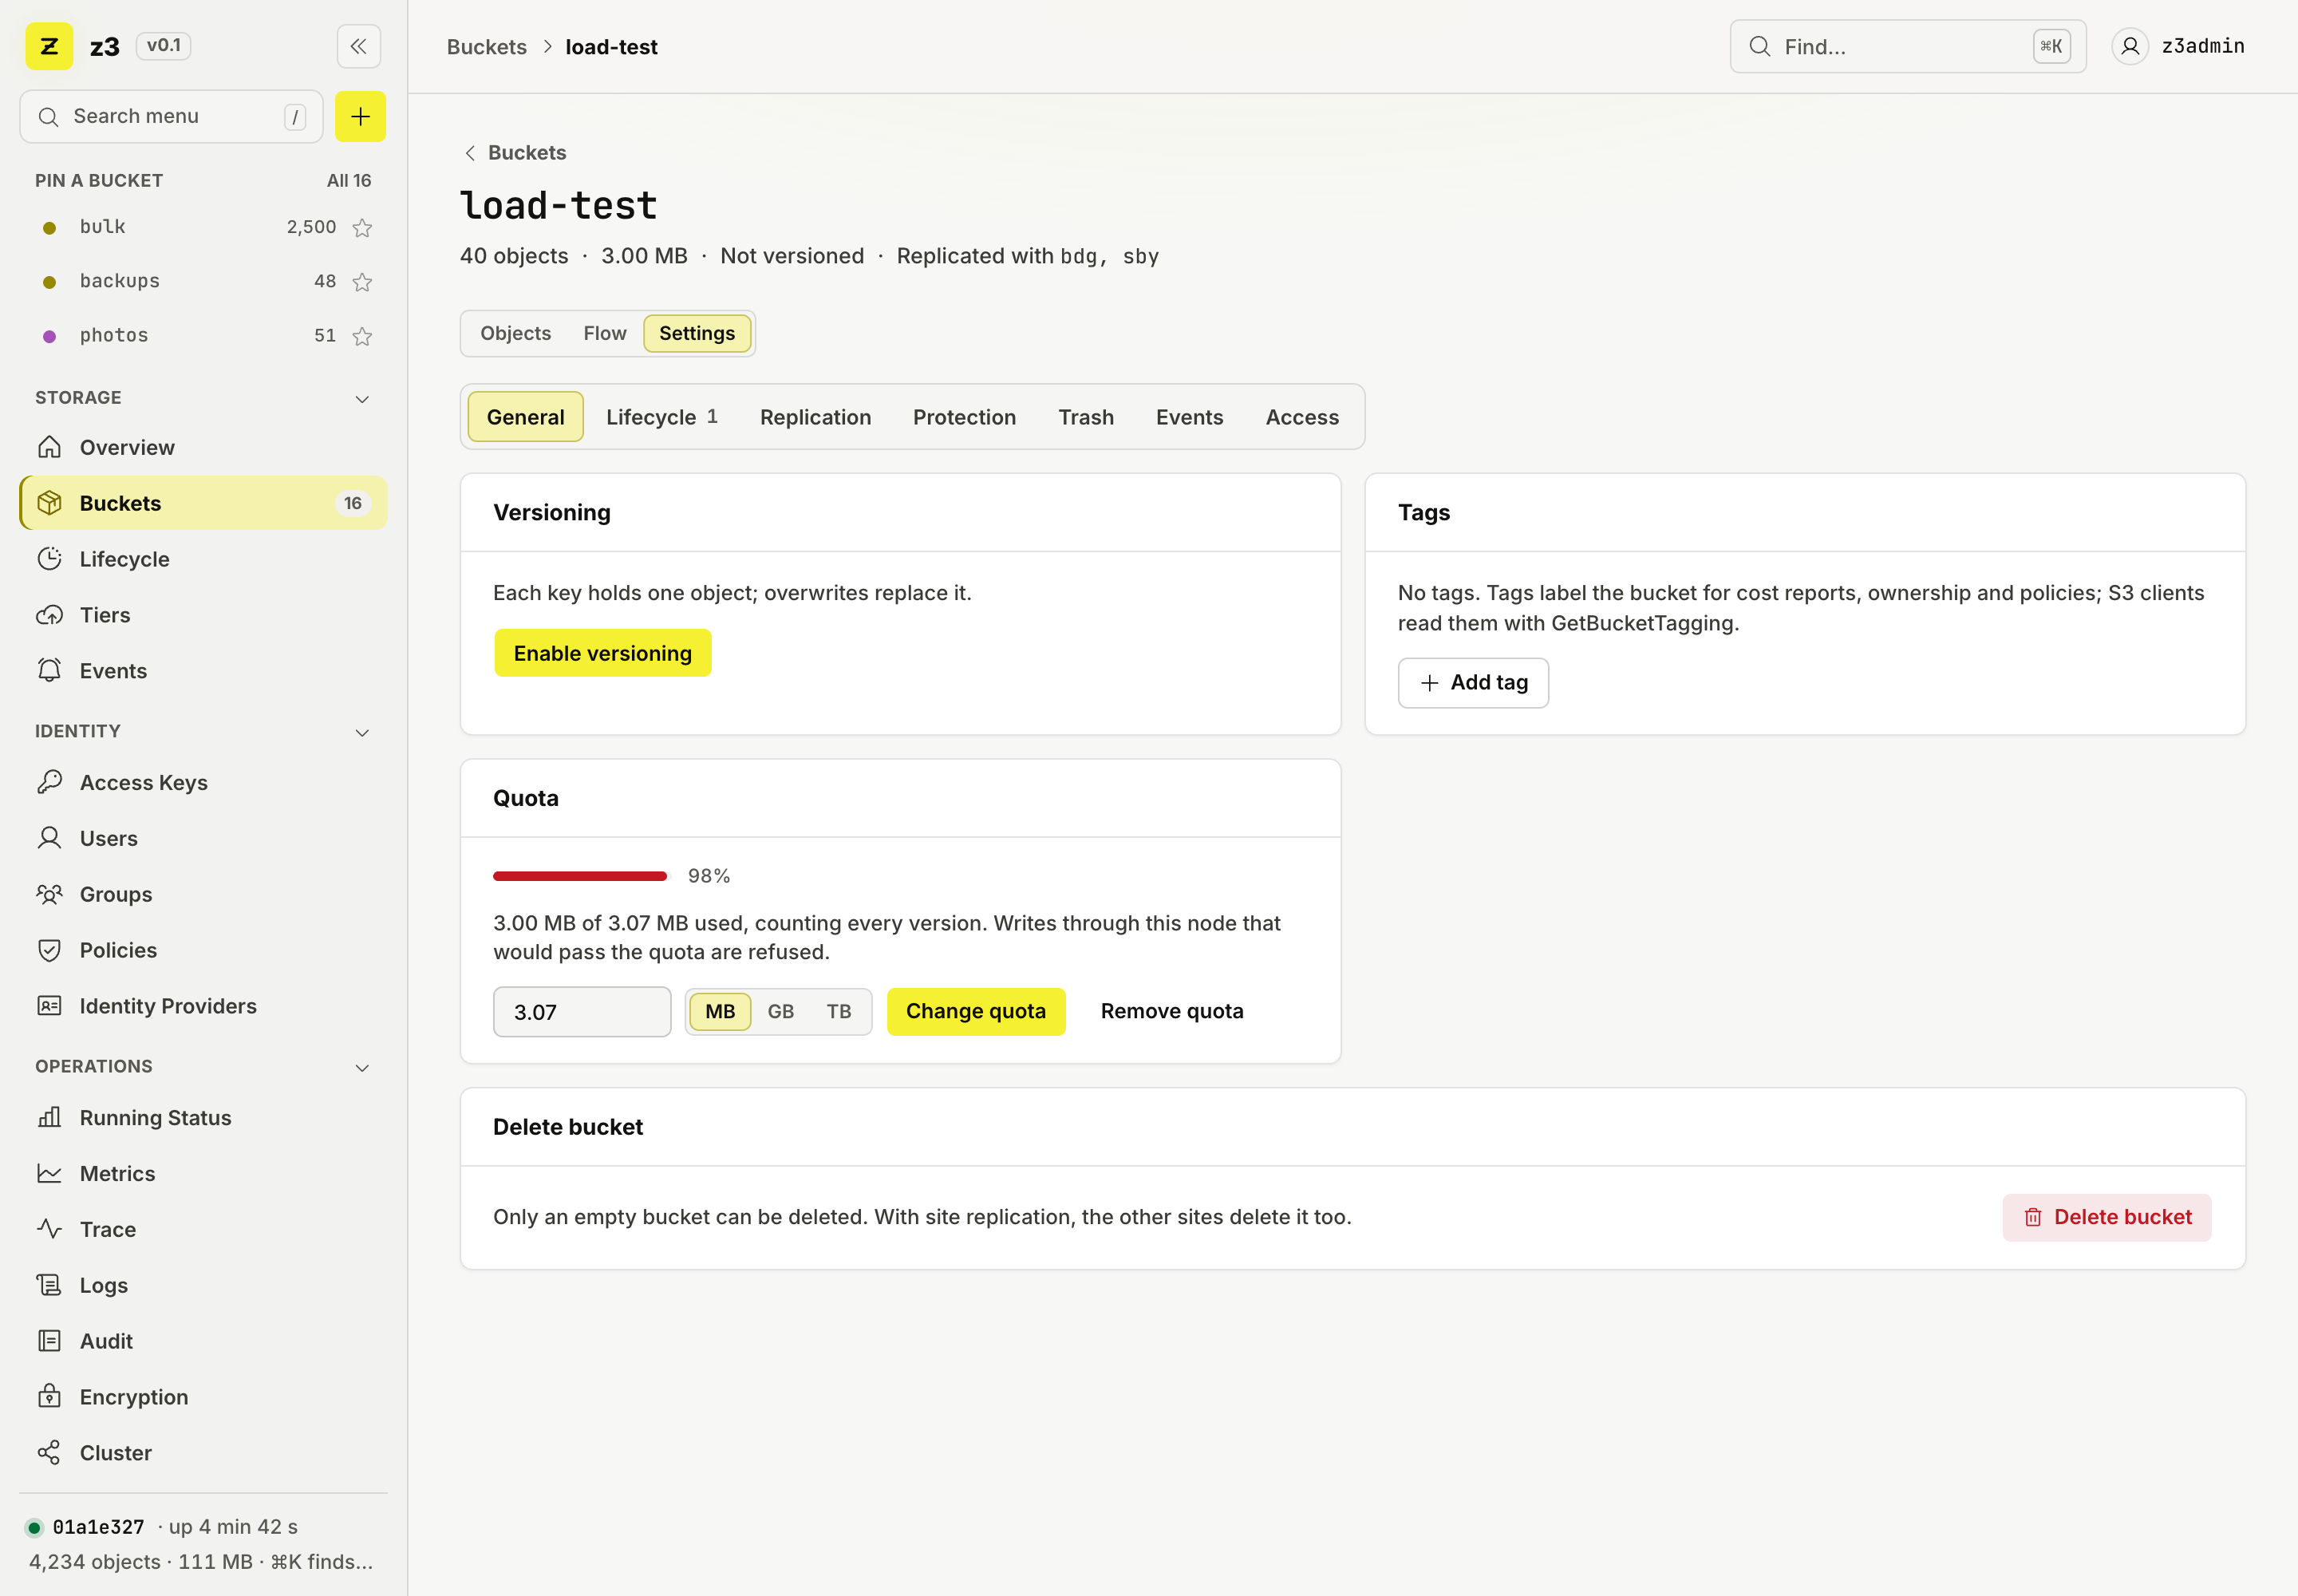 z3 v0.1
Search menu /
PIN A BUCKET All 16
bulk 2,500
backups 48
photos 51
STORAGE
Overview
Buckets 16
Lifecycle
Tiers
Events
IDENTITY
Access Keys
Users
Groups
Policies
Identity Providers
OPERATIONS
Running Status
Metrics
Trace
Logs
Audit
Encryption
Cluster
01a1e327 · up 4 min 42 s
4,234 objects · 111 MB · ⌘K finds...
Buckets > load-test
Find... ⌘K
z3admin
Buckets
load-test
40 objects · 3.00 MB · Not versioned · Replicated with bdg, sby
Objects Flow Settings
General Lifecycle 1 Replication Protection Trash Events Access
Versioning
Each key holds one object; overwrites replace it.
Enable versioning
Tags
No tags. Tags label the bucket for cost reports, ownership and policies; S3 clients
read them with GetBucketTagging.
+ Add tag
Quota
98%
3.00 MB of 3.07 MB used, counting every version. Writes through this node that
would pass the quota are refused.
3.07 MB GB TB Change quota Remove quota
Delete bucket
Only an empty bucket can be deleted. With site replication, the other sites delete it too.
Delete bucket